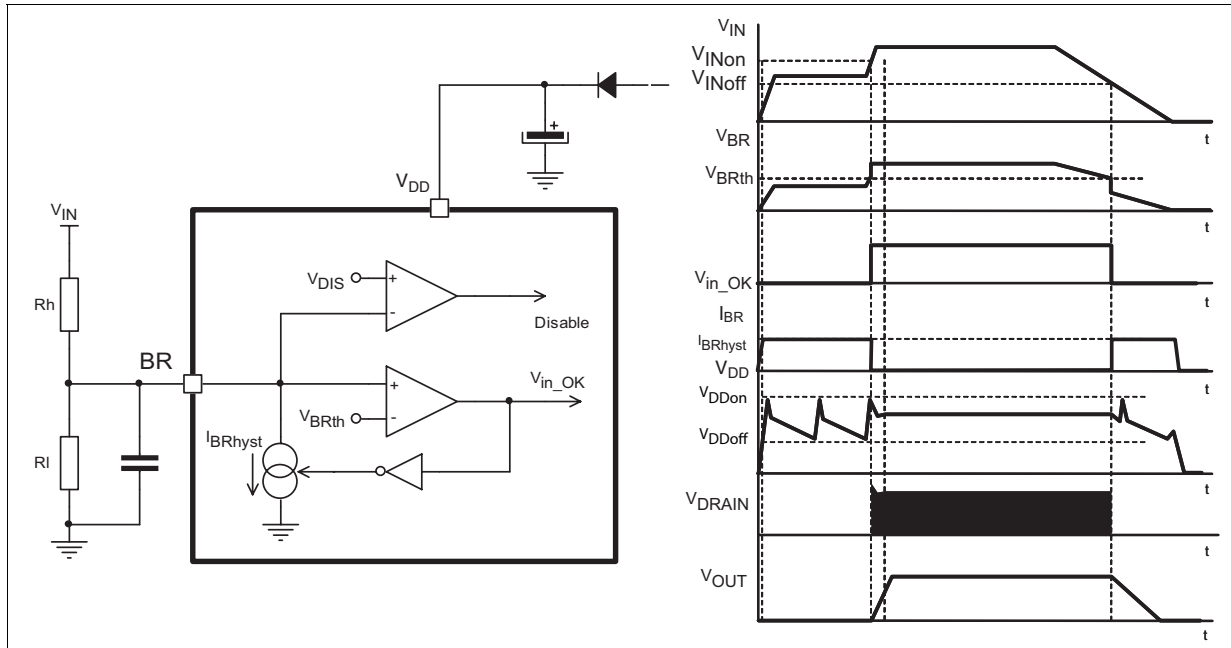 VDD
VIN
Rh
VDIS
+
-
Disable
BR
+
-
Vin_OK
VBRth
IBRhyst
Rl
+
VIN
VINon
VINoff
t
VBR
VBRth
t
Vin_OK
IBR
IBRhyst
t
VDD
VDDon
VDDoff
t
VDRAIN
t
VOUT
t